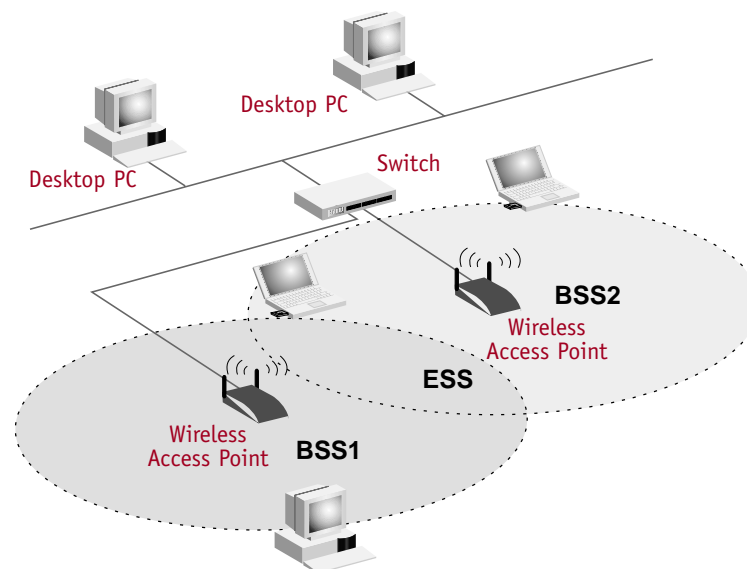 Desktop PC
Desktop PC
Switch
BSS2
Wireless
Access Point
ESS
Wireless
Access Point
BSS1